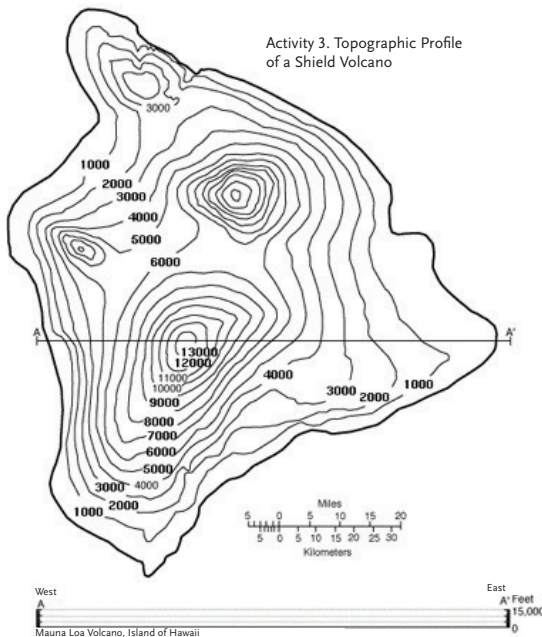 Activity 3. Topographic Profile
of a Shield Volcano
3000
1000
2000
3000
4000
5000
6000
A
A'
13000
12000
11000
10000
9000
8000
7000
6000
5000
4000
3000
2000
1000
4000
3000
2000
1000
Miles
5 0 5 10 15 20
5 0 5 10 15 20 25 30
Kilometers
West
East
A
A' Feet
15,000
0
Mauna Loa Volcano, Island of Hawaii